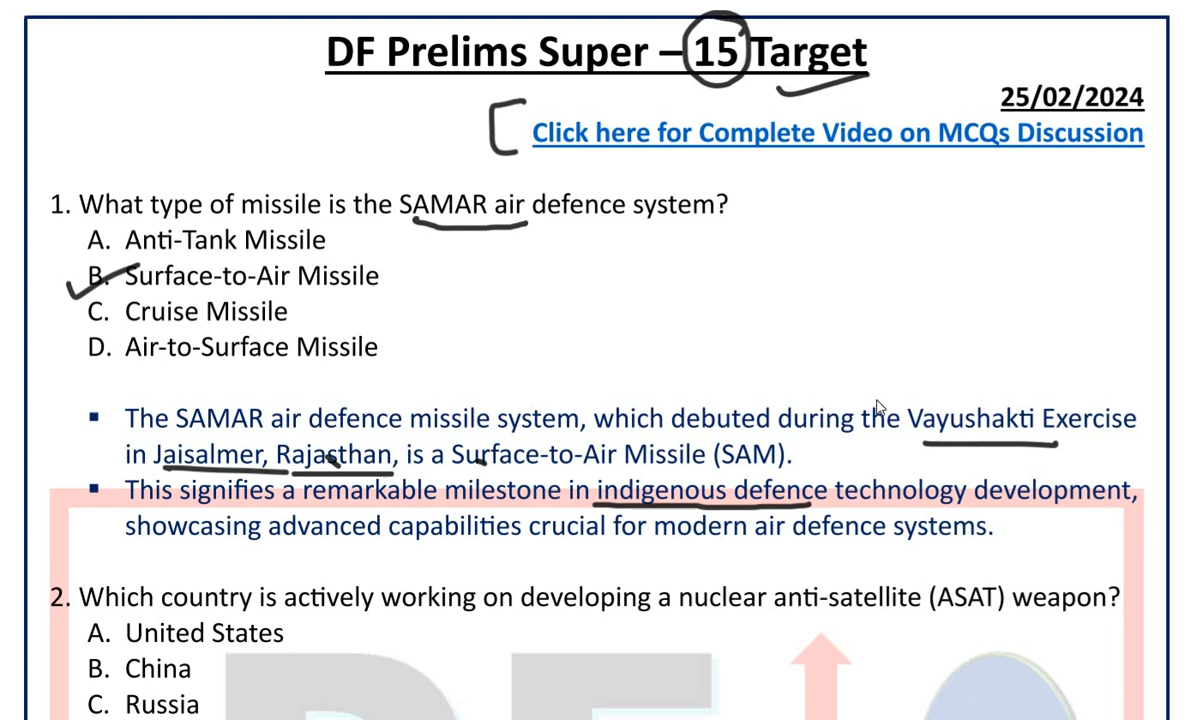 DF Prelims Super – 15 Target
25/02/2024
Click here for Complete Video on MCQs Discussion
1. What type of missile is the SAMAR air defence system?
A. Anti-Tank Missile
B. Surface-to-Air Missile
C. Cruise Missile
D. Air-to-Surface Missile
▪ The SAMAR air defence missile system, which debuted during the Vayushakti Exercise
in Jaisalmer, Rajasthan, is a Surface-to-Air Missile (SAM).
▪ This signifies a remarkable milestone in indigenous defence technology development,
showcasing advanced capabilities crucial for modern air defence systems.
2. Which country is actively working on developing a nuclear anti-satellite (ASAT) weapon?
A. United States
B. China
C. Russia